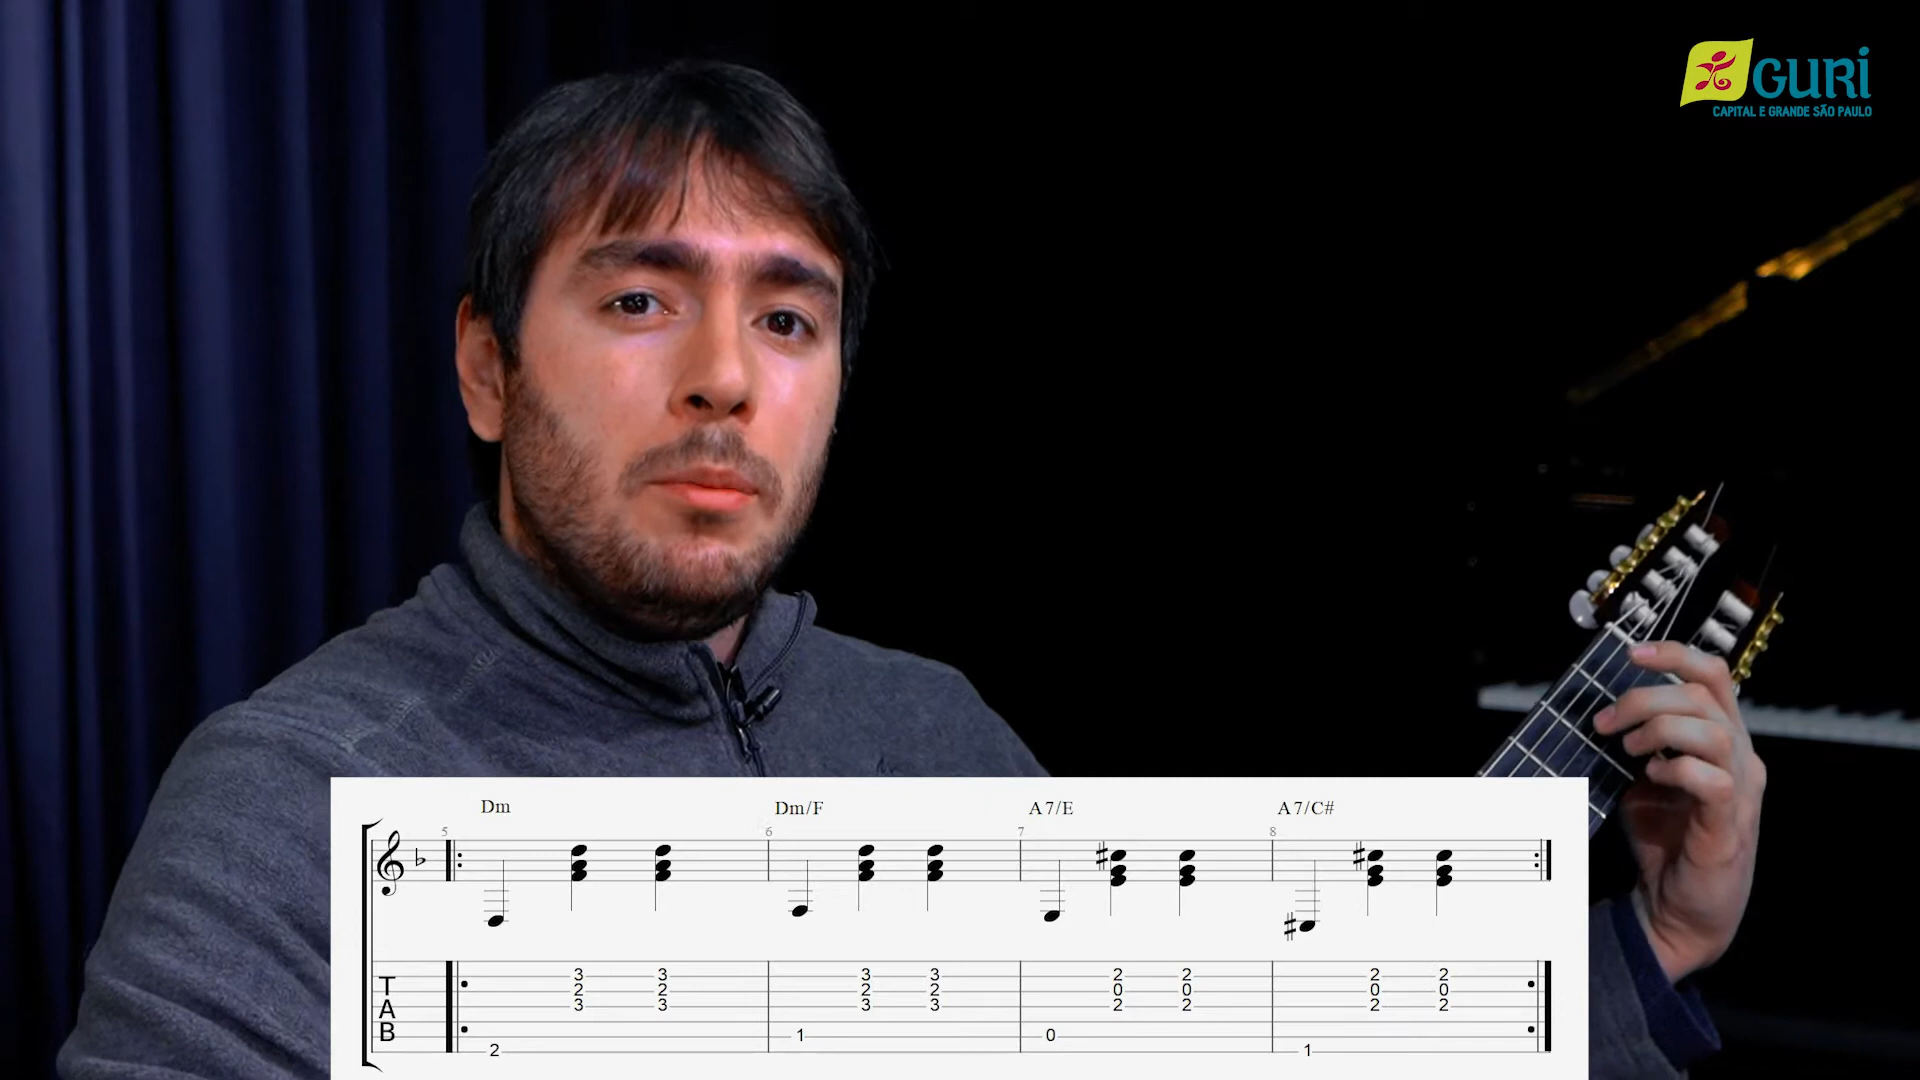 GURI
CAPITAL E GRANDE SÃO PAULO
Dm Dm/F A7/E A7/C#
5 6 7 8
3 3 3 3 2 2 2 2
T 2 2 2 2 0 0 0 0
A 3 3 3 3 2 2 2 2
B 1 0
2 1